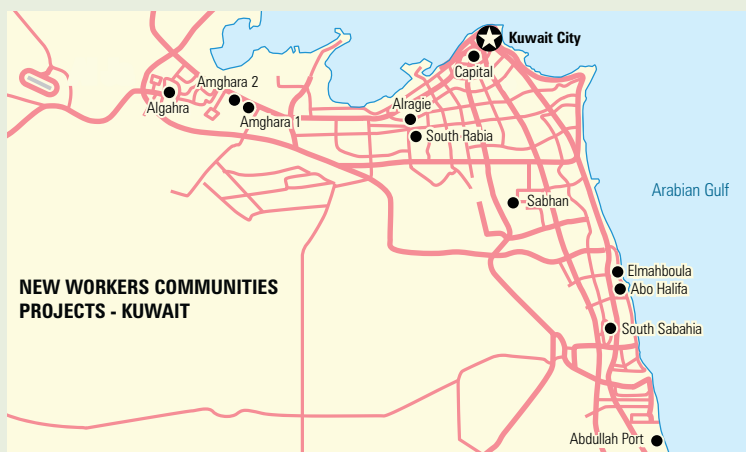 Kuwait City
Capital
Amghara 2
Algahra
Amghara 1
Alragie
South Rabia
Sabhan
Arabian Gulf
Elmahboula
Abo Halifa
NEW WORKERS COMMUNITIES
PROJECTS - KUWAIT
South Sabahia
Abdullah Port